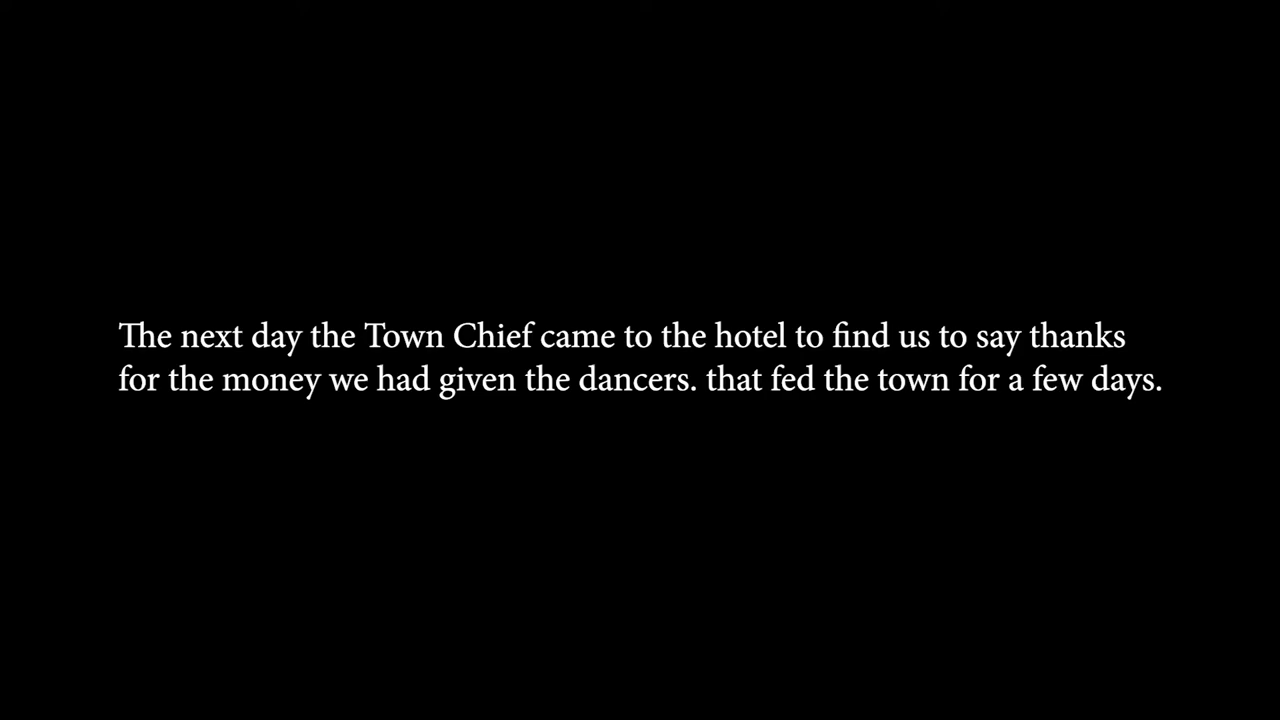 The next day the Town Chief came to the hotel to find us to say thanks
for the money we had given the dancers. that fed the town for a few days.